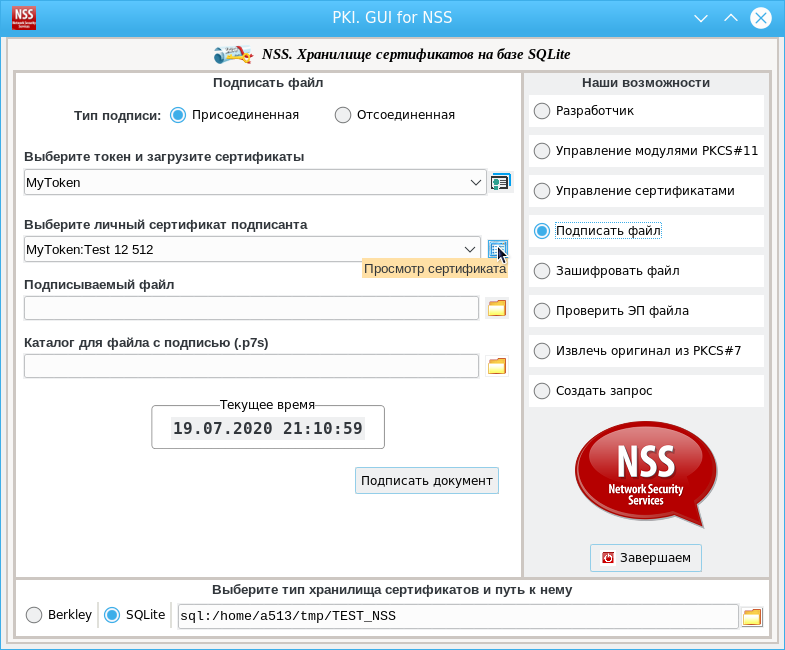 NSS
Network Security
Services
PKI. GUI for NSS
NSS. Хранилище сертификатов на базе SQLite
Подписать файл
Тип подписи: Присоединенная Отсоединенная
Выберите токен и загрузите сертификаты
MyToken
Выберите личный сертификат подписанта
MyToken:Test 12 512
Просмотр сертификата
Подписываемый файл
Каталог для файла с подписью (.p7s)
Текущее время
19.07.2020 21:10:59
Подписать документ
Наши возможности
Разработчик
Управление модулями PKCS#11
Управление сертификатами
Подписать файл
Зашифровать файл
Проверить ЭП файла
Извлечь оригинал из PKCS#7
Создать запрос
NSS
Network Security
Services
Завершаем
Выберите тип хранилища сертификатов и путь к нему
Berkley SQLite sql:/home/a513/tmp/TEST_NSS